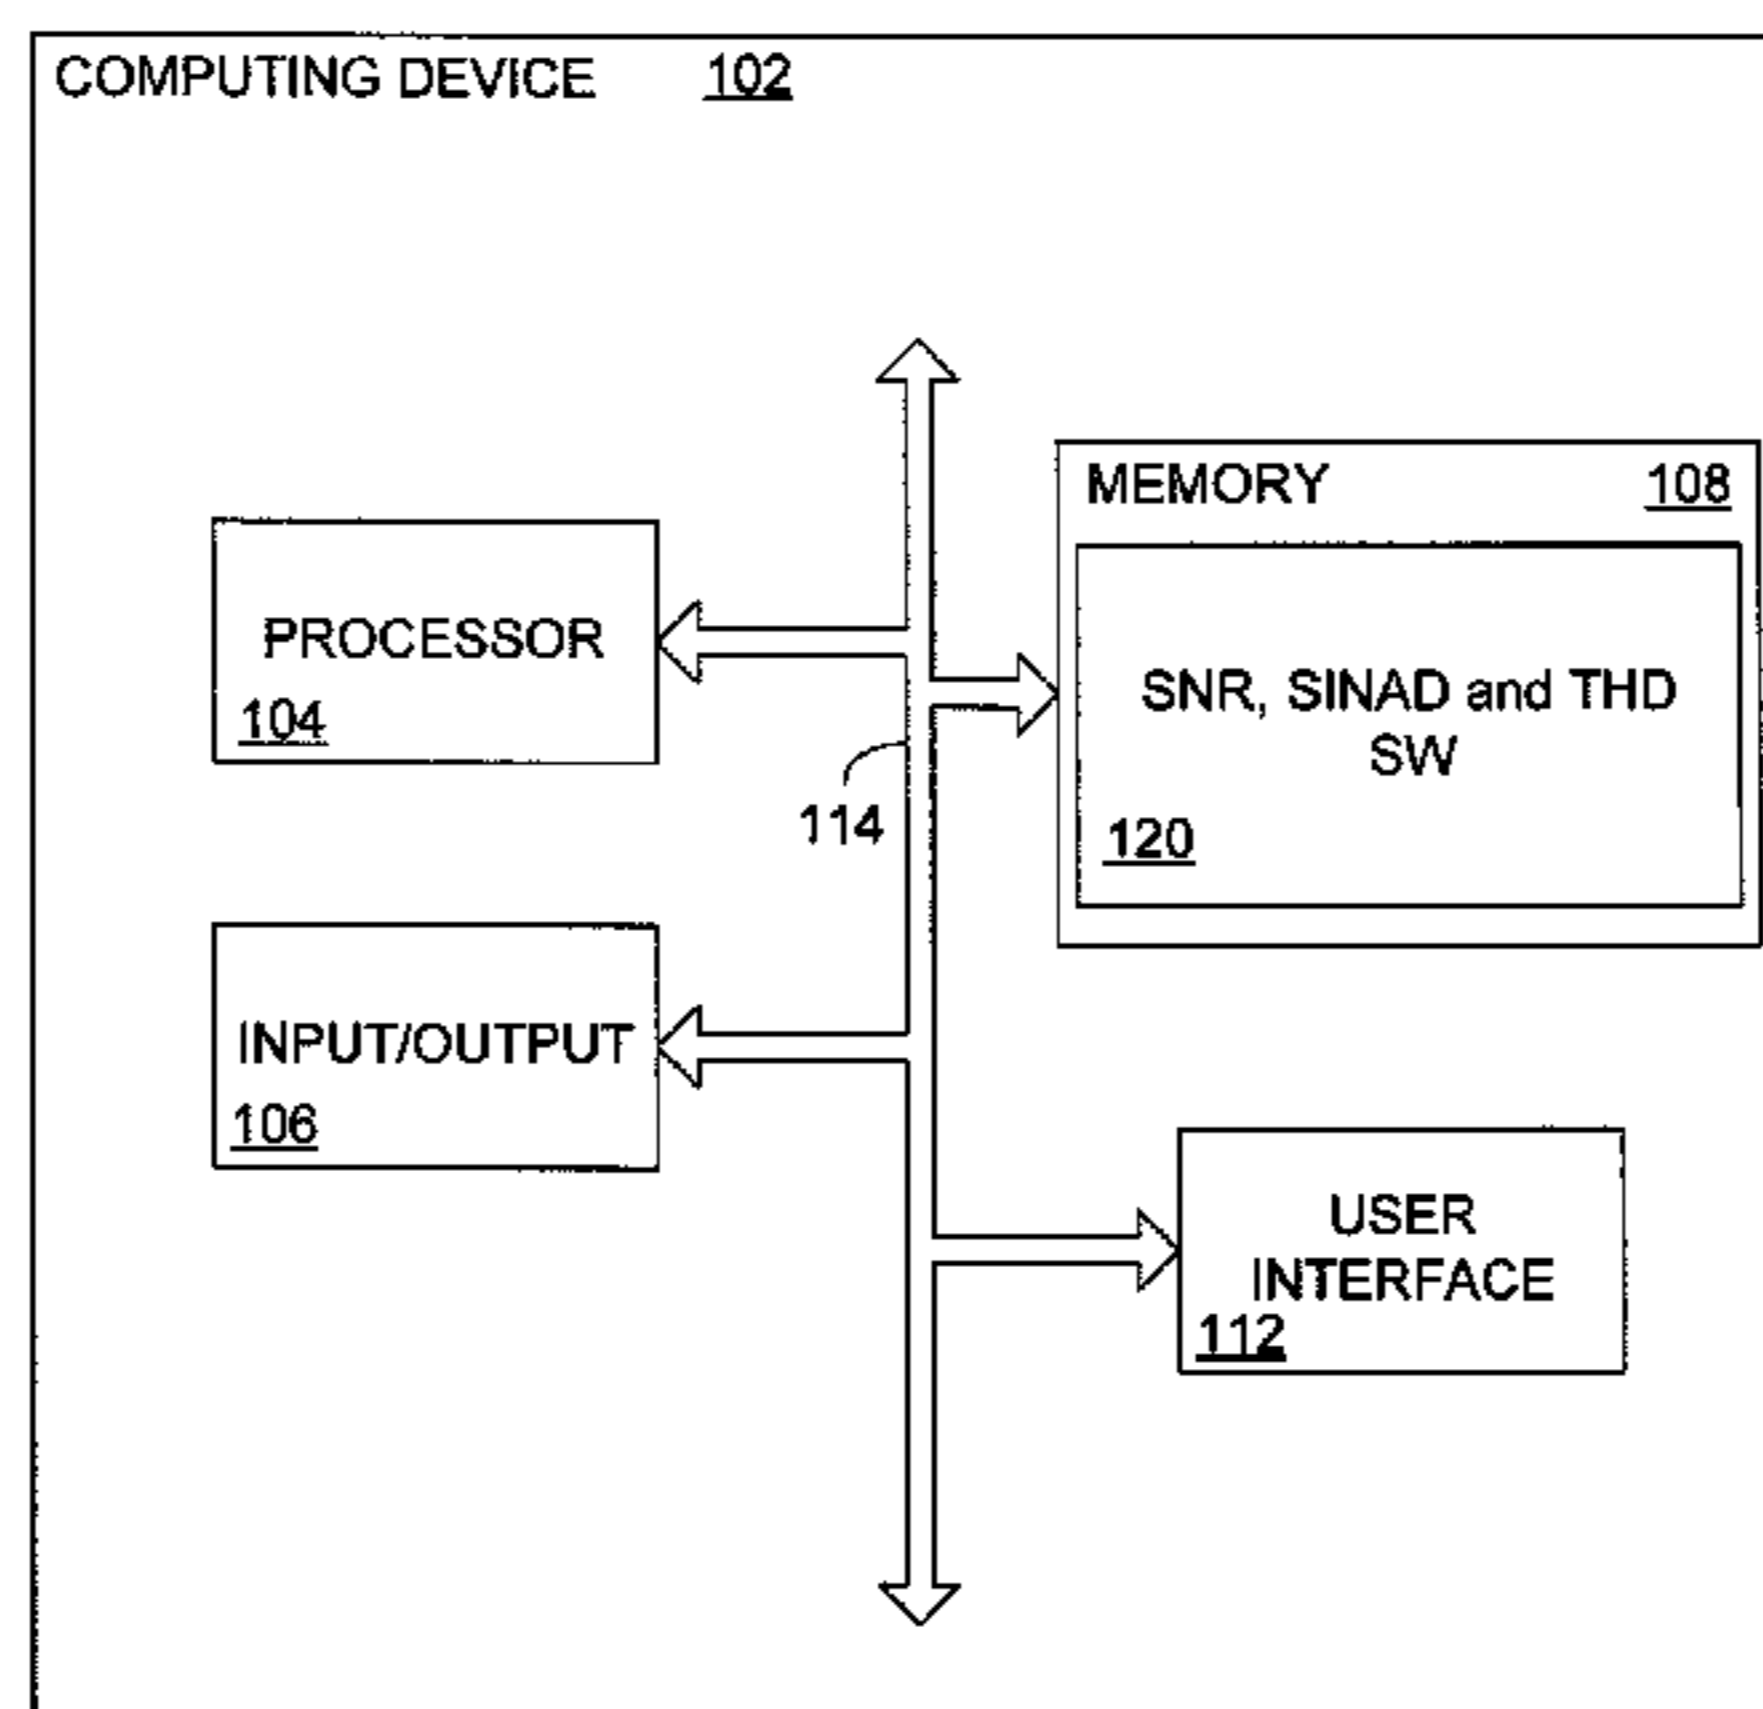 COMPUTING DEVICE 102
MEMORY 108
PROCESSOR
104
SNR, SINAD and THD
SW
120
114
INPUT/OUTPUT
106
USER
INTERFACE
112